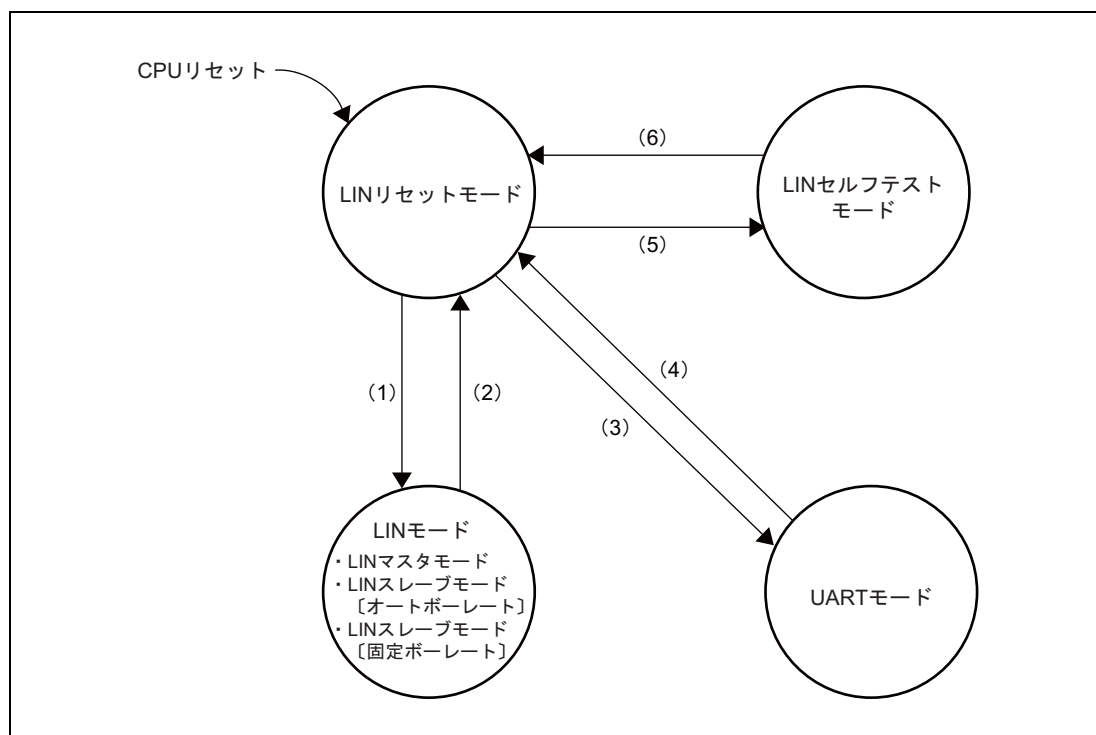 CPUリセット
LINリセットモード
(6)
(5)
LINセルフテスト
モード
(1)
(2)
(4)
(3)
LINモード
・LINマスタモード
・LINスレーブモード
〔オートボーレート〕
・LINスレーブモード
〔固定ボーレート〕
UARTモード